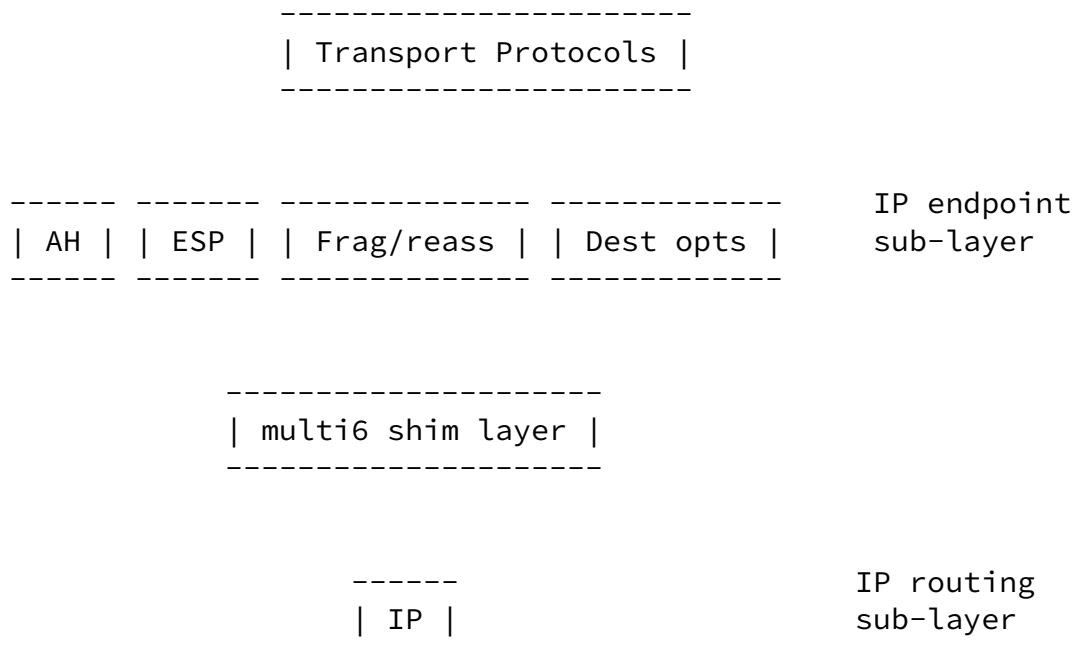 -----------------------
| Transport Protocols |
-----------------------
------ ------- -------------- ------------- IP endpoint
| AH | | ESP | | Frag/reass | | Dest opts | sub-layer
------ ------- -------------- -------------
---------------------
| multi6 shim layer |
---------------------
------ IP routing
| IP | sub-layer